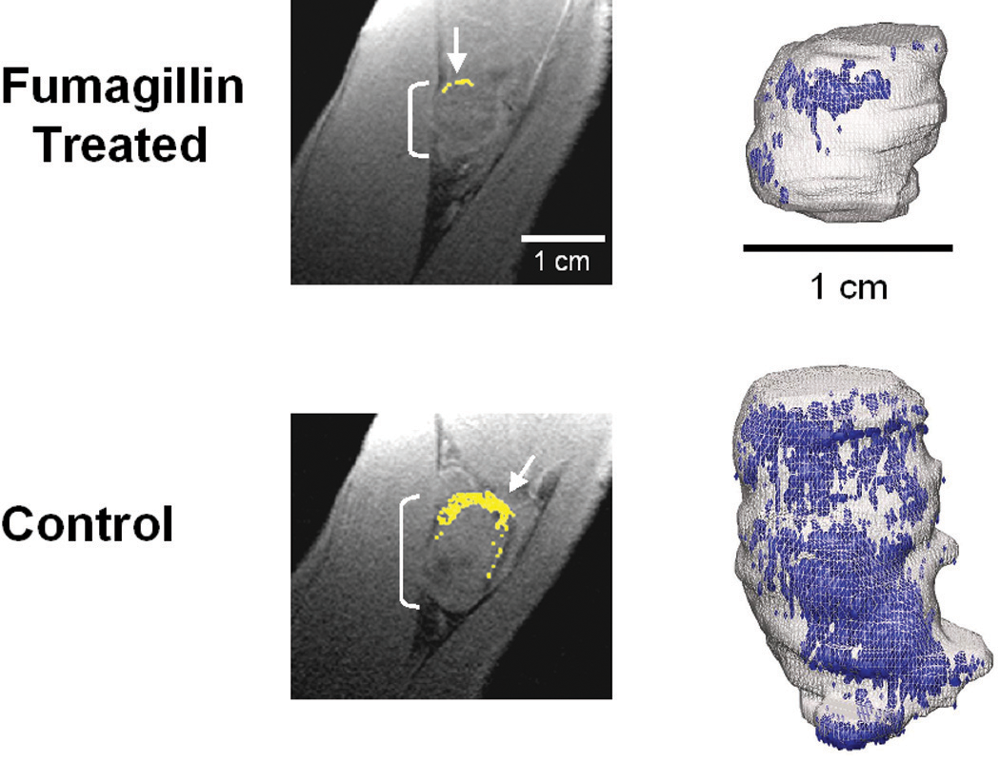 Fumagillin
Treated
1 cm
1 cm
Control